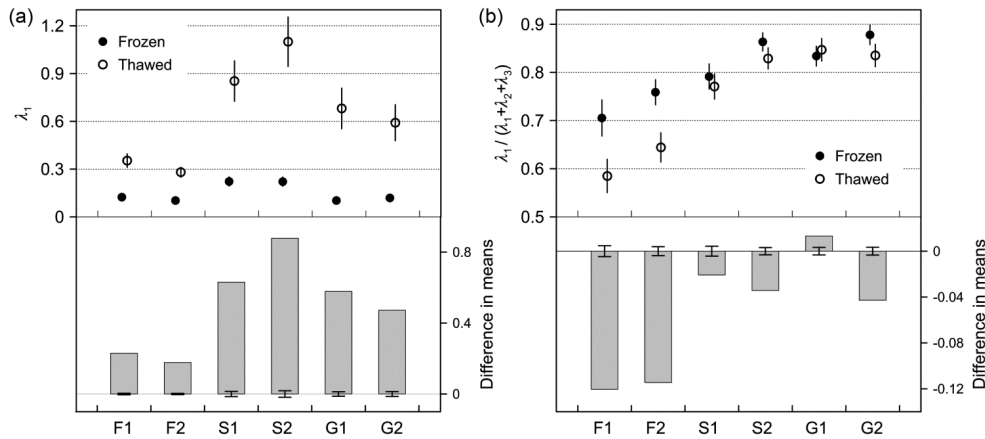 (a)
1.2
0.9
0.6
0.3
0
λ1
Frozen
Thawed
0.8
0.4
0
Difference in means
F1 F2 S1 S2 G1 G2
(b)
0.9
0.8
0.7
0.6
0.5
λ1 / (λ1+λ2+λ3)
Frozen
Thawed
0
-0.04
-0.08
-0.12
Difference in means
F1 F2 S1 S2 G1 G2